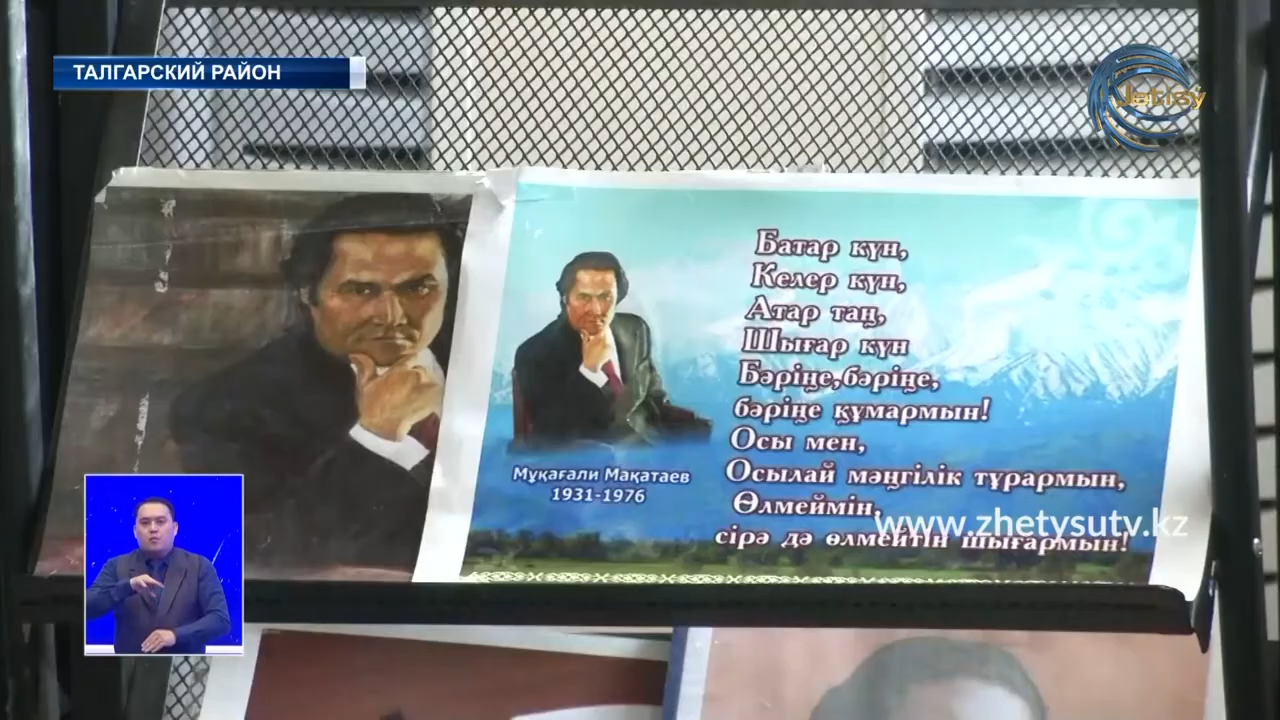 ТАЛГАРСКИЙ РАЙОН
Jetisy
Батар күн,
Келер күн,
Атар таң,
Шығар күн
Бәріңе,бәріңе,
бәріңе құмармын!
Осы мен,
Осылай мәңгілік тұрармын,
Өлмеймін,
сірә дә өлмейтін шығармын!
Мұқағали Мақатаев
1931-1976
www.zhetysutv.kz